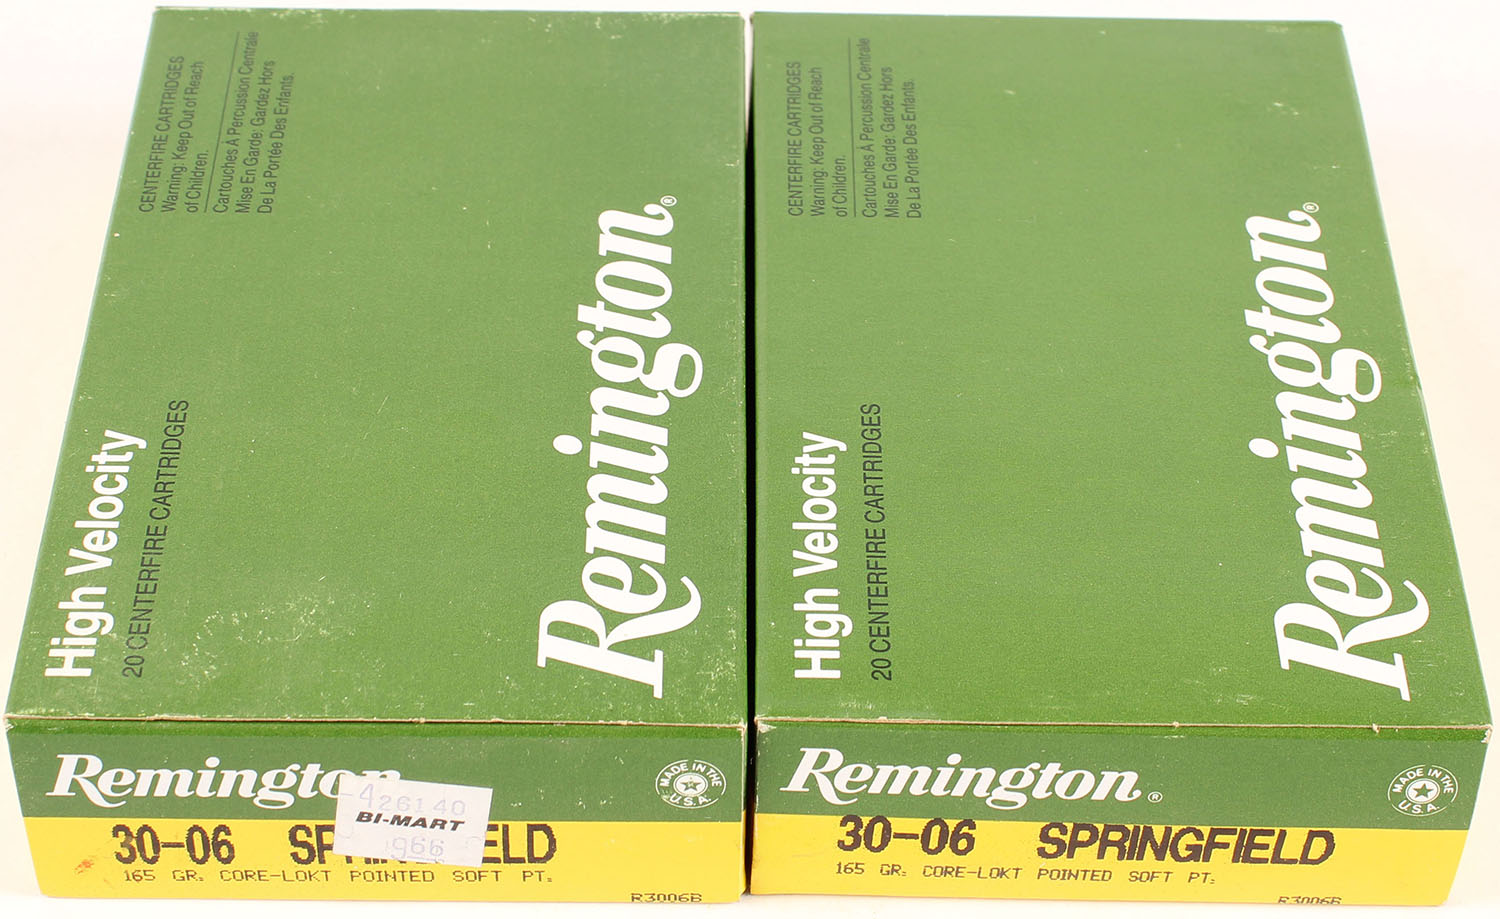 CENTERFIRE CARTRIDGES
Warning: Keep Out of Reach
of Children.
Cartouches À Percussion Centrale
Mise En Garde: Gardez Hors
De La Portée Des Enfants.
High Velocity
20 CENTERFIRE CARTRIDGES
Remington®
Remington
MADE IN THE
U.S.A.
426140
BI-MART
966
30-06 SPRINGFIELD
165 GR. CORE-LOKT POINTED SOFT PT.
R3006B
CENTERFIRE CARTRIDGES
Warning: Keep Out of Reach
of Children.
Cartouches À Percussion Centrale
Mise En Garde: Gardez Hors
De La Portée Des Enfants.
High Velocity
20 CENTERFIRE CARTRIDGES
Remington®
Remington®
MADE IN THE
U.S.A.
30-06 SPRINGFIELD
165 GR. CORE-LOKT POINTED SOFT PT.
R3006B